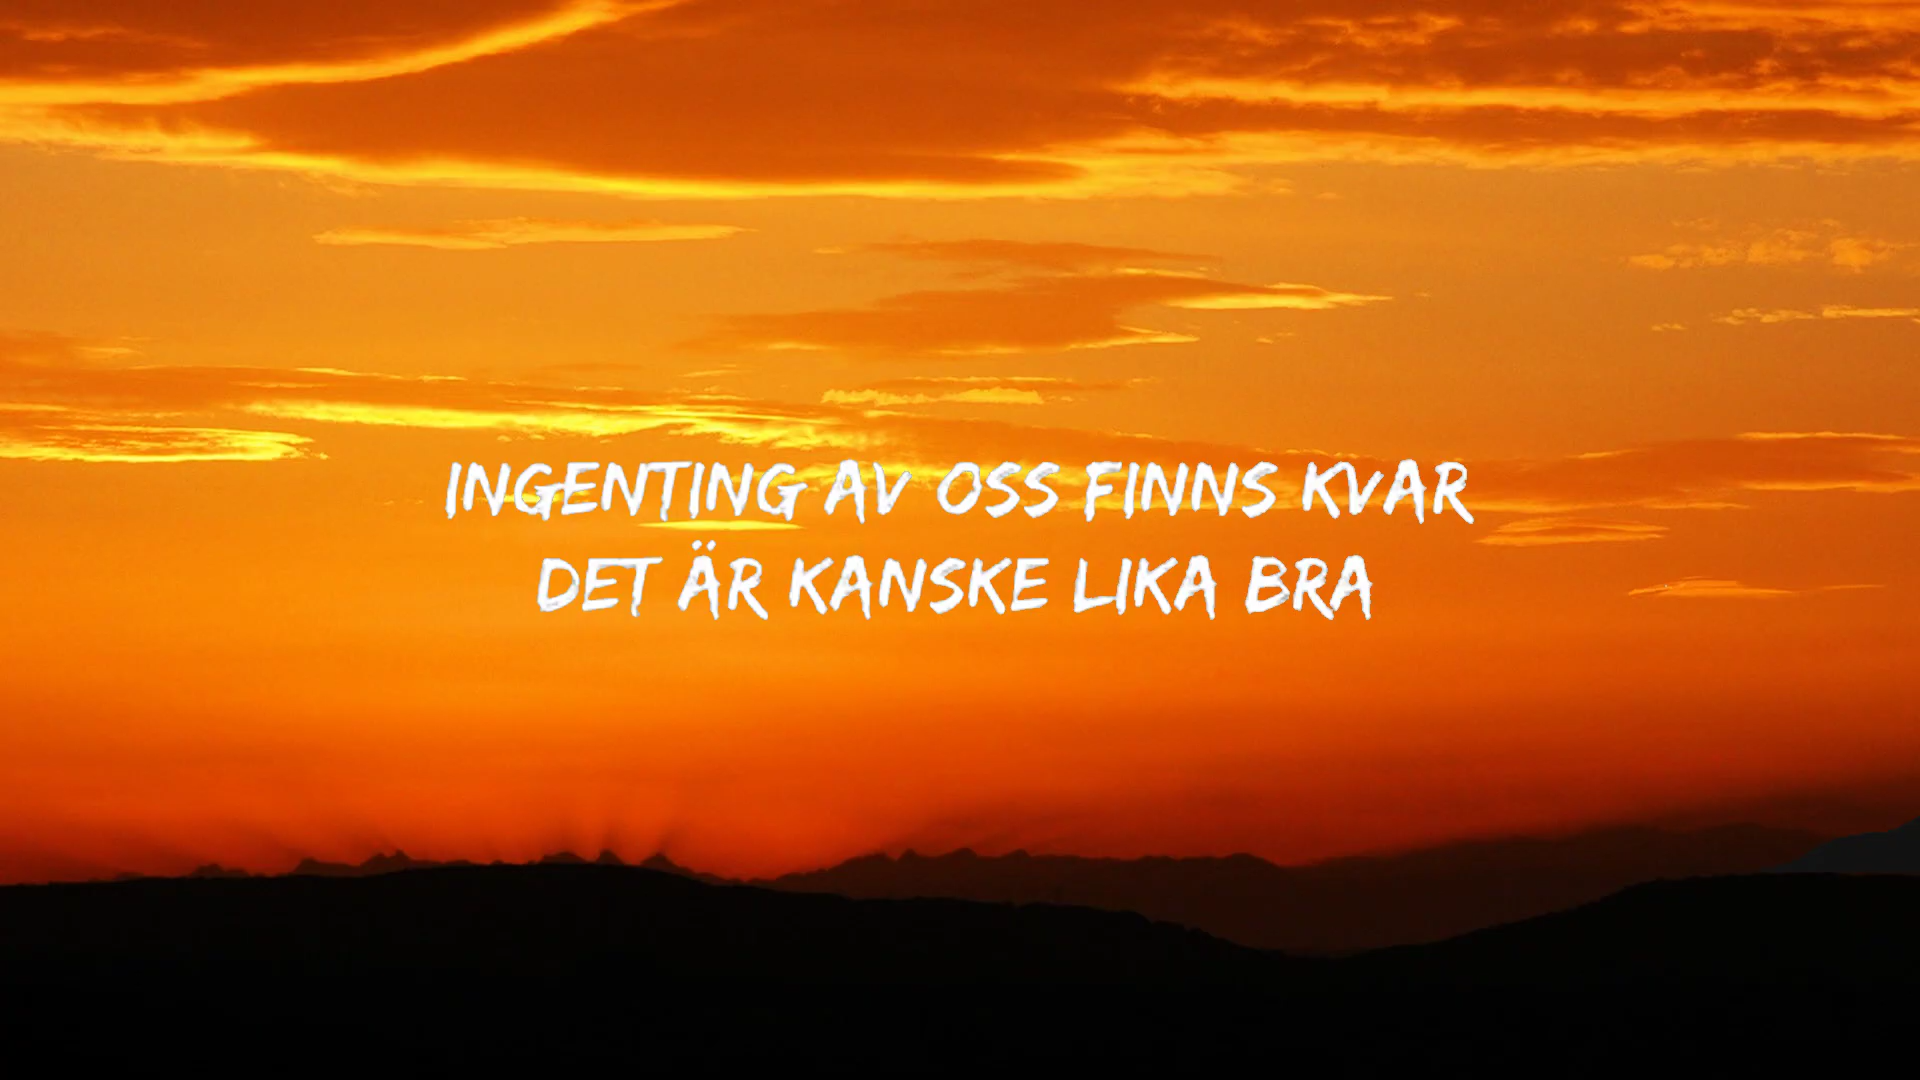 INGENTING AV OSS FINNS KVAR
DET ÄR KANSKE LIKA BRA